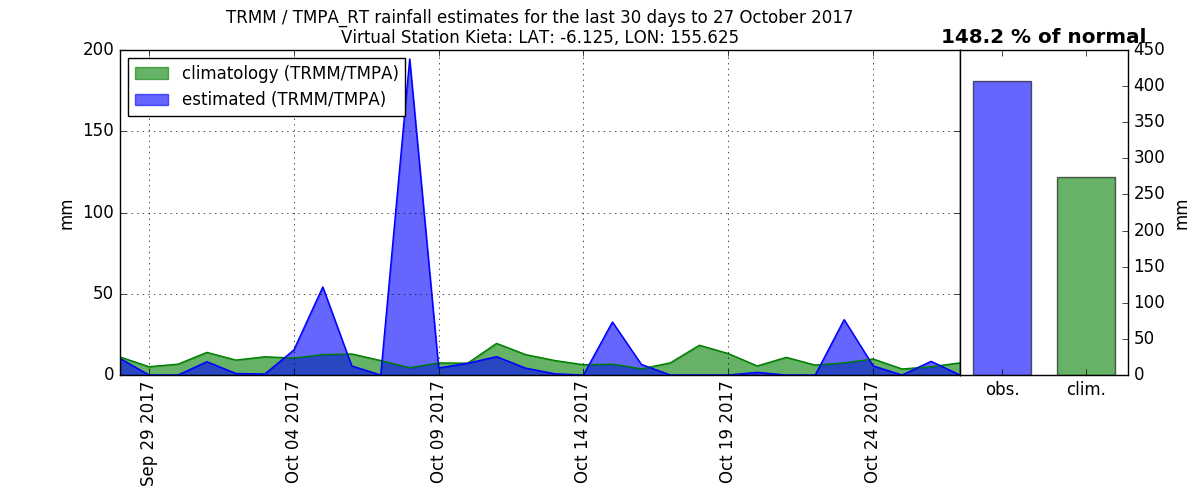 TRMM / TMPA_RT rainfall estimates for the last 30 days to 27 October 2017
Virtual Station Kieta: LAT: -6.125, LON: 155.625
148.2 % of normal
climatology (TRMM/TMPA)
estimated (TRMM/TMPA)
200
150
100
50
0
mm
Sep 29 2017
Oct 04 2017
Oct 09 2017
Oct 14 2017
Oct 19 2017
Oct 24 2017
450
400
350
300
250
200
150
100
50
0
mm
obs.
clim.